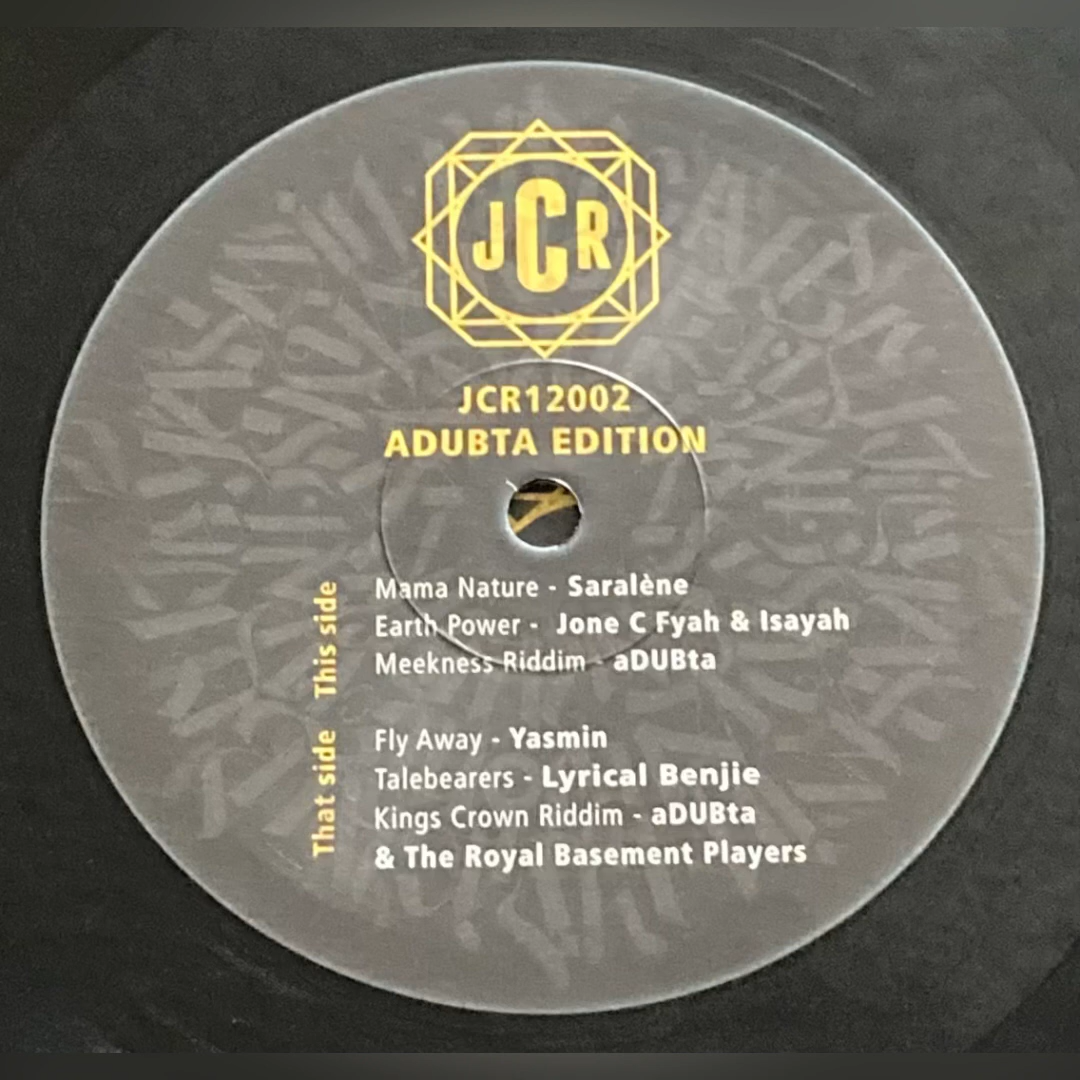 JCR
JCR12002
ADUBTA EDITION
This side
Mama Nature - Saralène
Earth Power - Jone C Fyah & Isayah
Meekness Riddim - aDUBta
That side
Fly Away - Yasmin
Talebearers - Lyrical Benjie
Kings Crown Riddim - aDUBta
& The Royal Basement Players